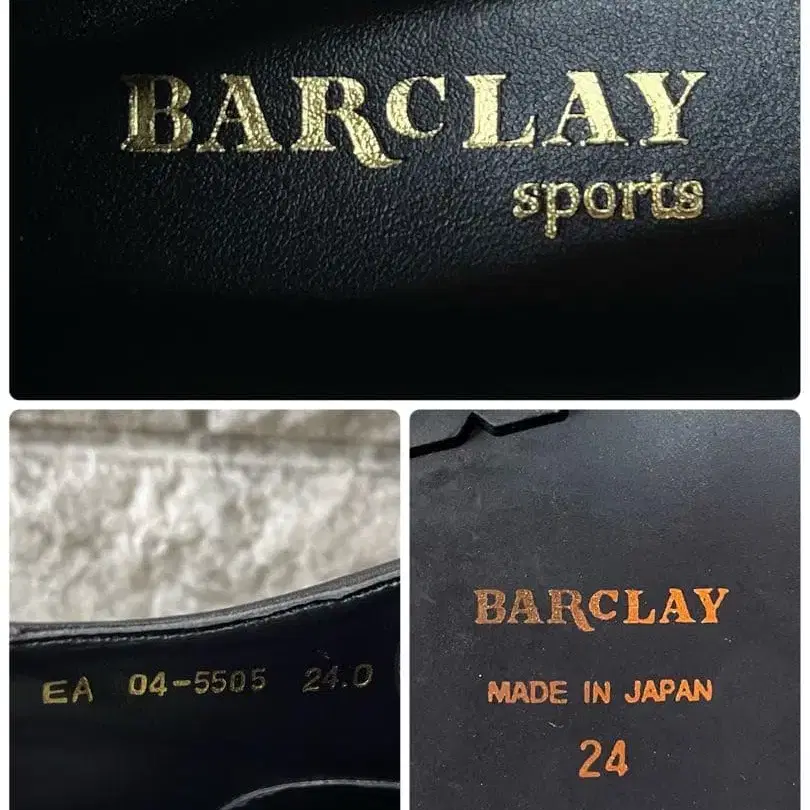 BARCLAY
sports
EA 04-5505 24.0
BARCLAY
MADE IN JAPAN
24